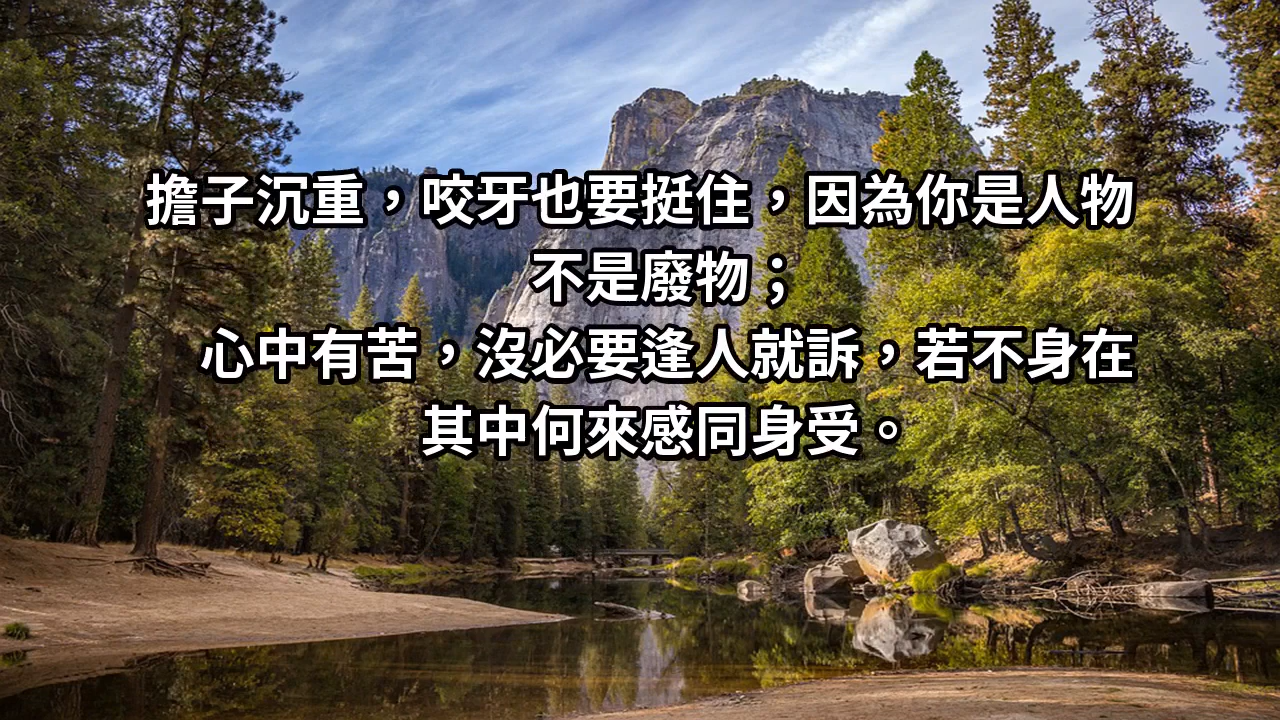 擔子沉重，咬牙也要挺住，因為你是人物
不是廢物；
心中有苦，沒必要逢人就訴，若不身在
其中何來感同身受。